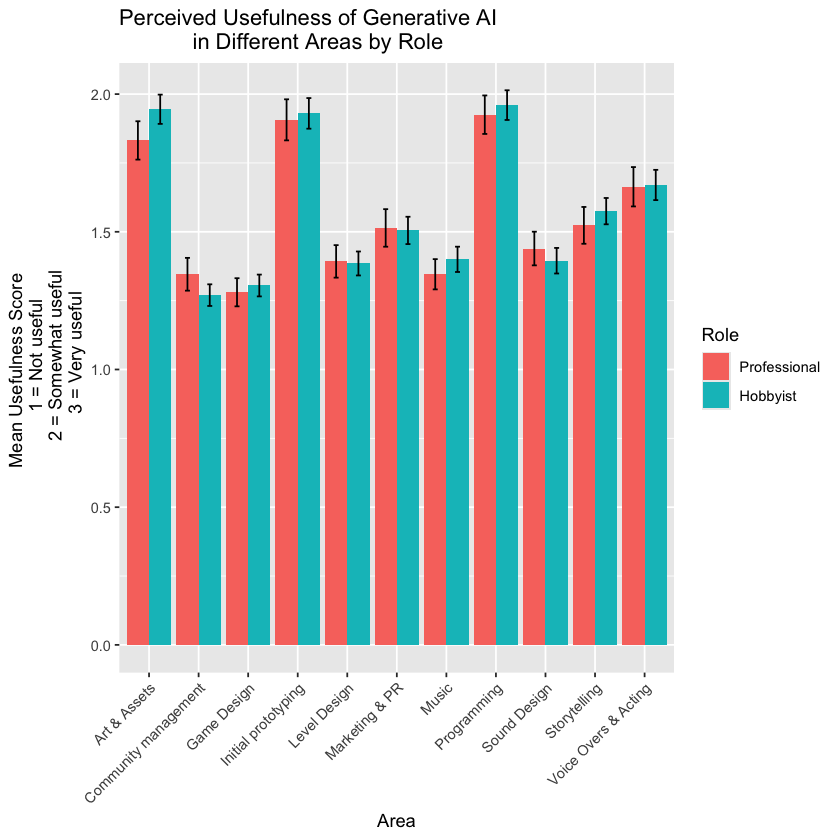 Perceived Usefulness of Generative AI
in Different Areas by Role
Mean Usefulness Score
1 = Not useful
2 = Somewhat useful
3 = Very useful
2.0
1.5
1.0
0.5
0.0
Art & Assets
Community management
Game Design
Initial prototyping
Level Design
Marketing & PR
Music
Programming
Sound Design
Storytelling
Voice Overs & Acting
Area
Role
Professional
Hobbyist